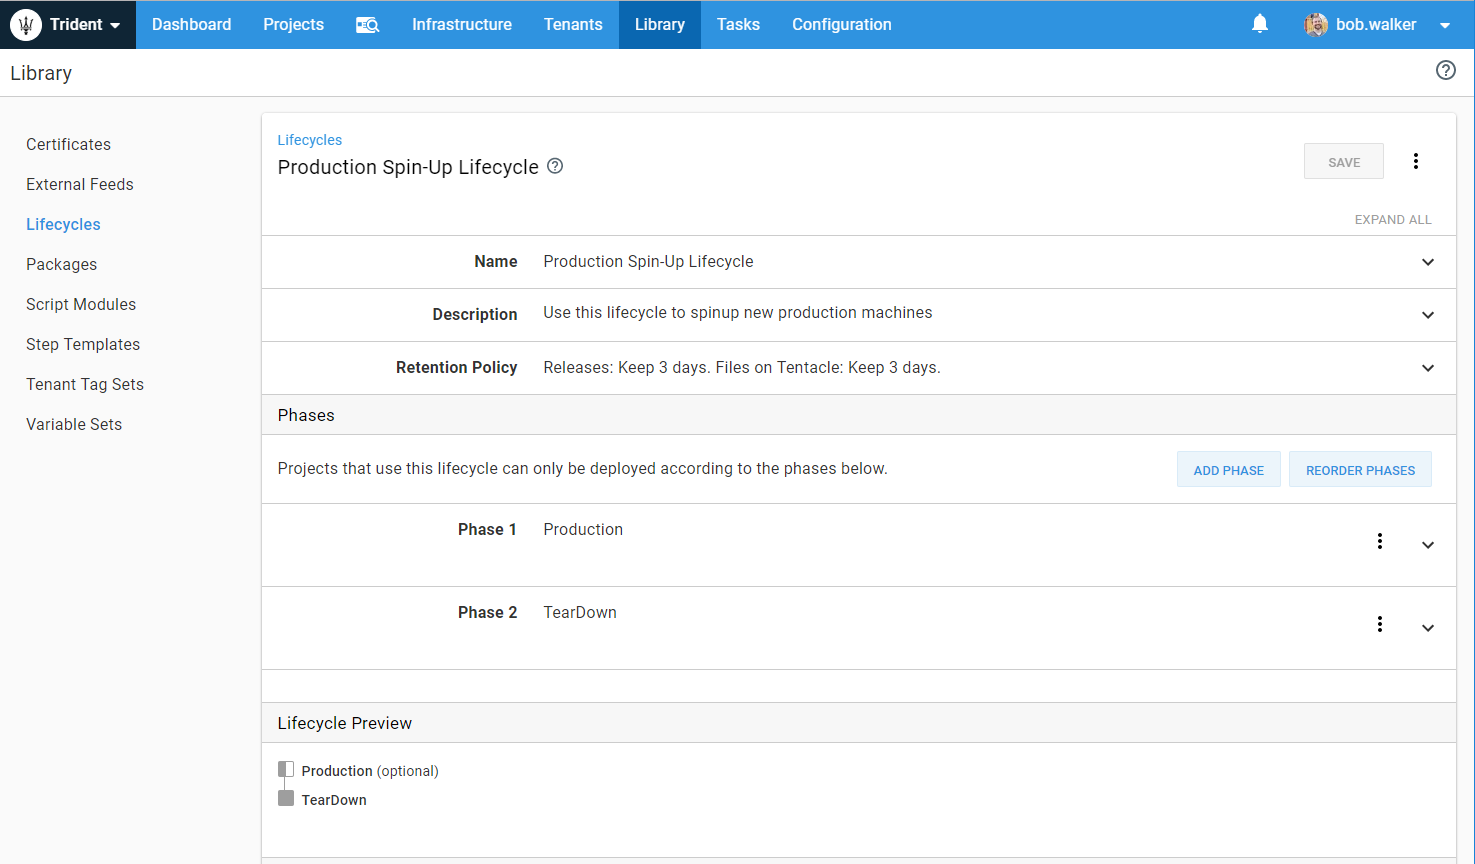 Trident Dashboard Projects Infrastructure Tenants Library Tasks Configuration bob.walker
Library
Certificates
External Feeds
Lifecycles
Packages
Script Modules
Step Templates
Tenant Tag Sets
Variable Sets
Lifecycles
Production Spin-Up Lifecycle
SAVE
EXPAND ALL
Name Production Spin-Up Lifecycle
Description Use this lifecycle to spinup new production machines
Retention Policy Releases: Keep 3 days. Files on Tentacle: Keep 3 days.
Phases
Projects that use this lifecycle can only be deployed according to the phases below. ADD PHASE REORDER PHASES
Phase 1 Production
Phase 2 TearDown
Lifecycle Preview
Production (optional)
TearDown